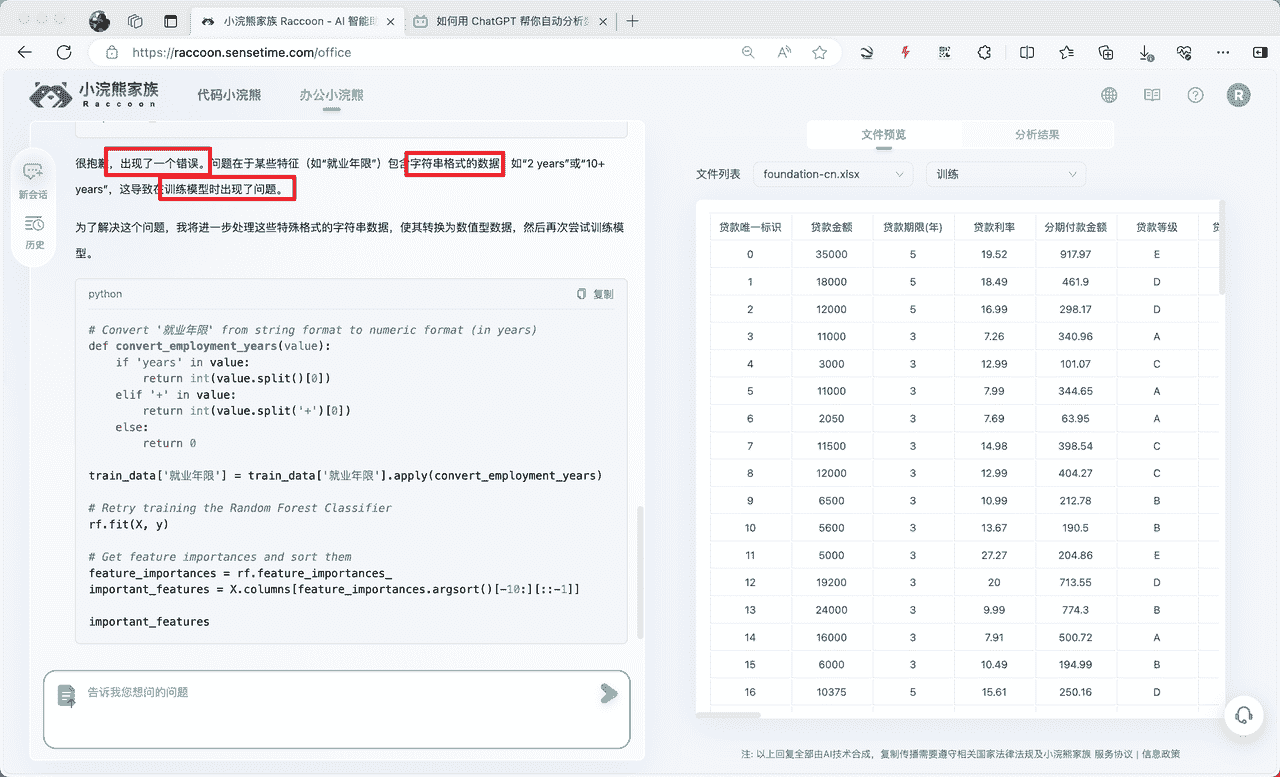 小浣熊家族 Raccoon - AI 智能助
如何用 ChatGPT 帮你自动分析
https://raccoon.sensetime.com/office
小浣熊家族
Raccoon
代码小浣熊
办公小浣熊
R
新会话
历史
很抱歉，出现了一个错误。问题在于某些特征（如“就业年限”）包含字符串格式的数据，如“2 years”或“10+
years”，这导致在训练模型时出现了问题。
为了解决这个问题，我将进一步处理这些特殊格式的字符串数据，使其转换为数值型数据，然后再次尝试训练模
型。
python 复制
# Convert '就业年限' from string format to numeric format (in years)
def convert_employment_years(value):
if 'years' in value:
return int(value.split()[0])
elif '+' in value:
return int(value.split('+')[0])
else:
return 0
train_data['就业年限'] = train_data['就业年限'].apply(convert_employment_years)
# Retry training the Random Forest Classifier
rf.fit(X, y)
# Get feature importances and sort them
feature_importances = rf.feature_importances_
important_features = X.columns[feature_importances.argsort()[-10:][::-1]]
important_features
告诉我您想问的问题
文件预览 分析结果
文件列表 foundation-cn.xlsx 训练
贷款唯一标识 贷款金额 贷款期限(年) 贷款利率 分期付款金额 贷款等级
0 35000 5 19.52 917.97 E
1 18000 5 18.49 461.9 D
2 12000 5 16.99 298.17 D
3 11000 3 7.26 340.96 A
4 3000 3 12.99 101.07 C
5 11000 3 7.99 344.65 A
6 2050 3 7.69 63.95 A
7 11500 3 14.98 398.54 C
8 12000 3 12.99 404.27 C
9 6500 3 10.99 212.78 B
10 5600 3 13.67 190.5 B
11 5000 3 27.27 204.86 E
12 19200 3 20 713.55 D
13 24000 3 9.99 774.3 B
14 16000 3 7.91 500.72 A
15 6000 3 10.49 194.99 B
16 10375 5 15.61 250.16 D
注: 以上回复全部由AI技术合成，复制传播需要遵守相关国家法律法规及小浣熊家族 服务协议 | 信息政策